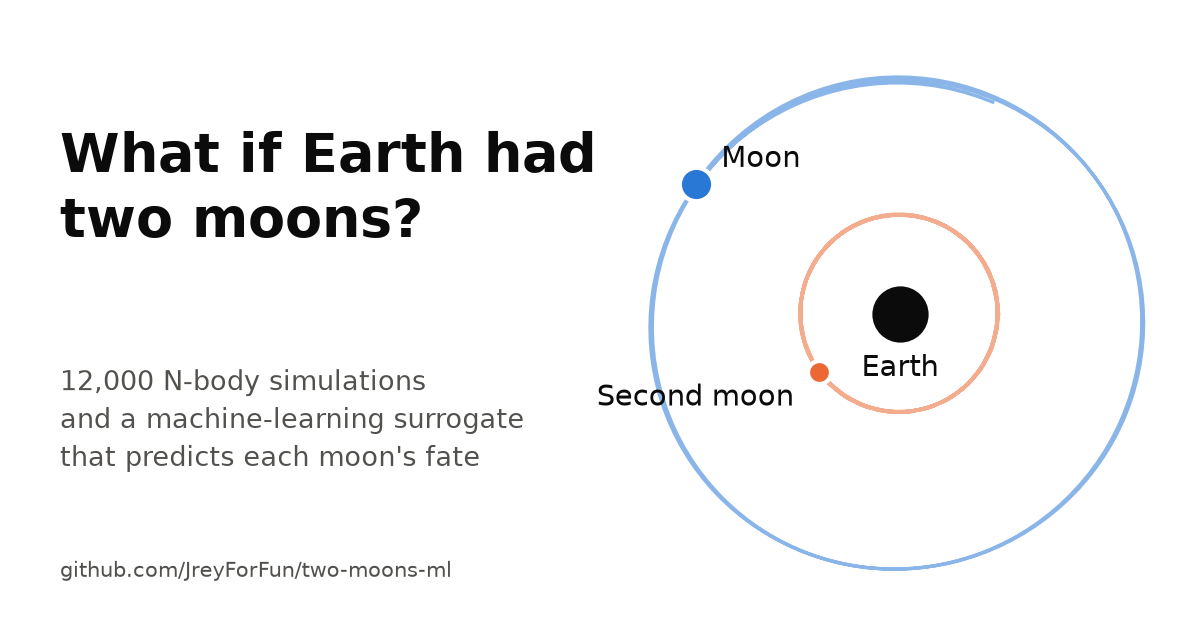 What if Earth had
two moons?
12,000 N-body simulations
and a machine-learning surrogate
that predicts each moon's fate
github.com/JreyForFun/two-moons-ml
Moon
Earth
Second moon